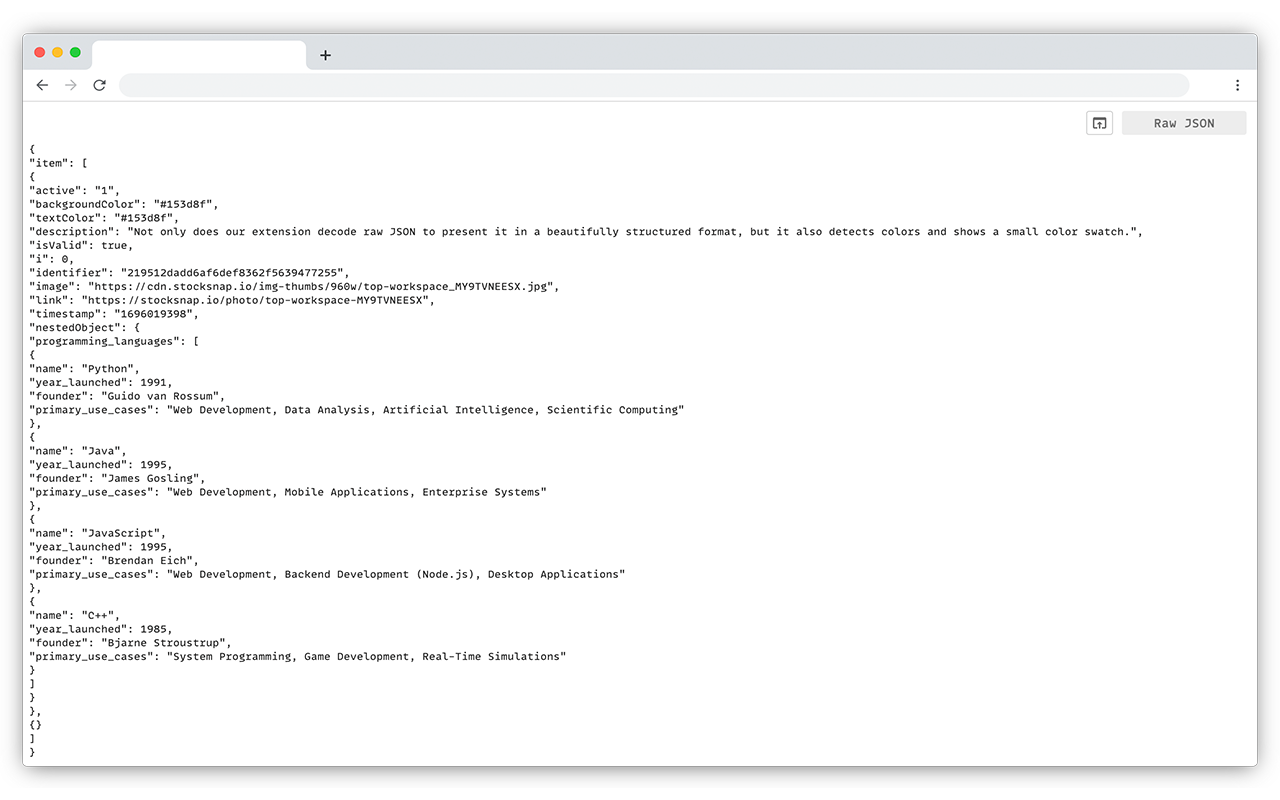 Raw JSON
{
"item": [
{
"active": "1",
"backgroundColor": "#153d8f",
"textColor": "#153d8f",
"description": "Not only does our extension decode raw JSON to present it in a beautifully structured format, but it also detects colors and shows a small color swatch.",
"isValid": true,
"i": 0,
"identifier": "219512dadd6af6def8362f5639477255",
"image": "https://cdn.stocksnap.io/img-thumbs/960w/top-workspace_MY9TVNEESX.jpg",
"link": "https://stocksnap.io/photo/top-workspace-MY9TVNEESX",
"timestamp": "1696019398",
"nestedObject": {
"programming_languages": [
{
"name": "Python",
"year_launched": 1991,
"founder": "Guido van Rossum",
"primary_use_cases": "Web Development, Data Analysis, Artificial Intelligence, Scientific Computing"
},
{
"name": "Java",
"year_launched": 1995,
"founder": "James Gosling",
"primary_use_cases": "Web Development, Mobile Applications, Enterprise Systems"
},
{
"name": "JavaScript",
"year_launched": 1995,
"founder": "Brendan Eich",
"primary_use_cases": "Web Development, Backend Development (Node.js), Desktop Applications"
},
{
"name": "C++",
"year_launched": 1985,
"founder": "Bjarne Stroustrup",
"primary_use_cases": "System Programming, Game Development, Real-Time Simulations"
}
]
}
},
{}
]
}